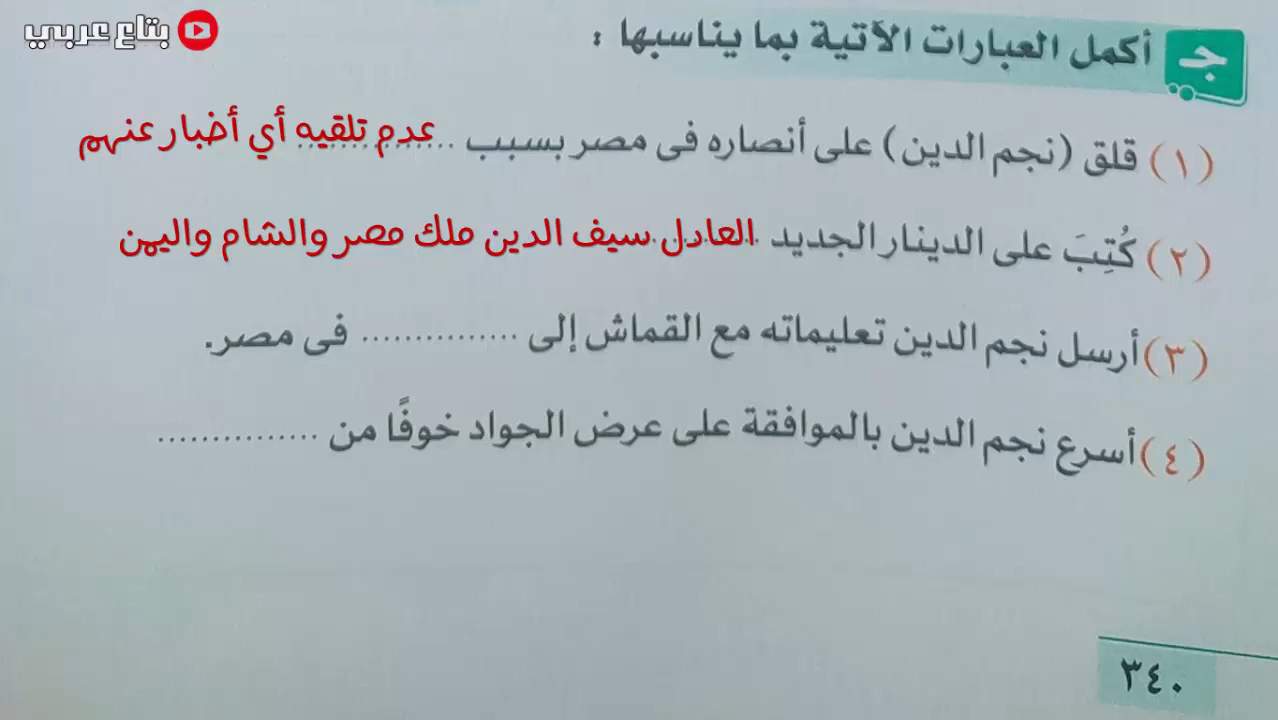 بتاع عربي
جـ أكمل العبارات الآتية بما يناسبها :
(١) قلق (نجم الدين) على أنصاره فى مصر بسبب ............... عدم تلقيه أي أخبار عنهم
(٢) كُتِبَ على الدينار الجديد ............... العادل سيف الدين ملك مصر والشام واليمن
(٣) أرسل نجم الدين تعليماته مع القماش إلى ............... فى مصر.
(٤) أسرع نجم الدين بالموافقة على عرض الجواد خوفًا من ...............
٣٤٠